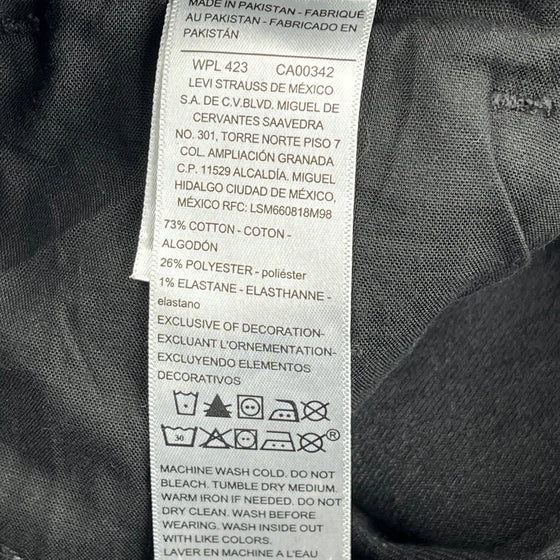 MADE IN PAKISTAN - FABRIQUÉ
AU PAKISTAN - FABRICADO EN
PAKISTÁN
WPL 423 CA00342
LEVI STRAUSS DE MÉXICO
S.A. DE C.V.BLVD. MIGUEL DE
CERVANTES SAAVEDRA
NO. 301, TORRE NORTE PISO 7
COL. AMPLIACIÓN GRANADA
C.P. 11529 ALCALDÍA. MIGUEL
HIDALGO CIUDAD DE MÉXICO,
MÉXICO RFC: LSM660818M98
73% COTTON - COTON -
ALGODÓN
26% POLYESTER - poliéster
1% ELASTANE - ELASTHANNE -
elastano
EXCLUSIVE OF DECORATION-
EXCLUANT L'ORNEMENTATION-
EXCLUYENDO ELEMENTOS
DECORATIVOS
30 ®
MACHINE WASH COLD. DO NOT
BLEACH. TUMBLE DRY MEDIUM.
WARM IRON IF NEEDED. DO NOT
DRY CLEAN. WASH BEFORE
WEARING. WASH INSIDE OUT
WITH LIKE COLORS.
LAVER EN MACHINE A L'EAU